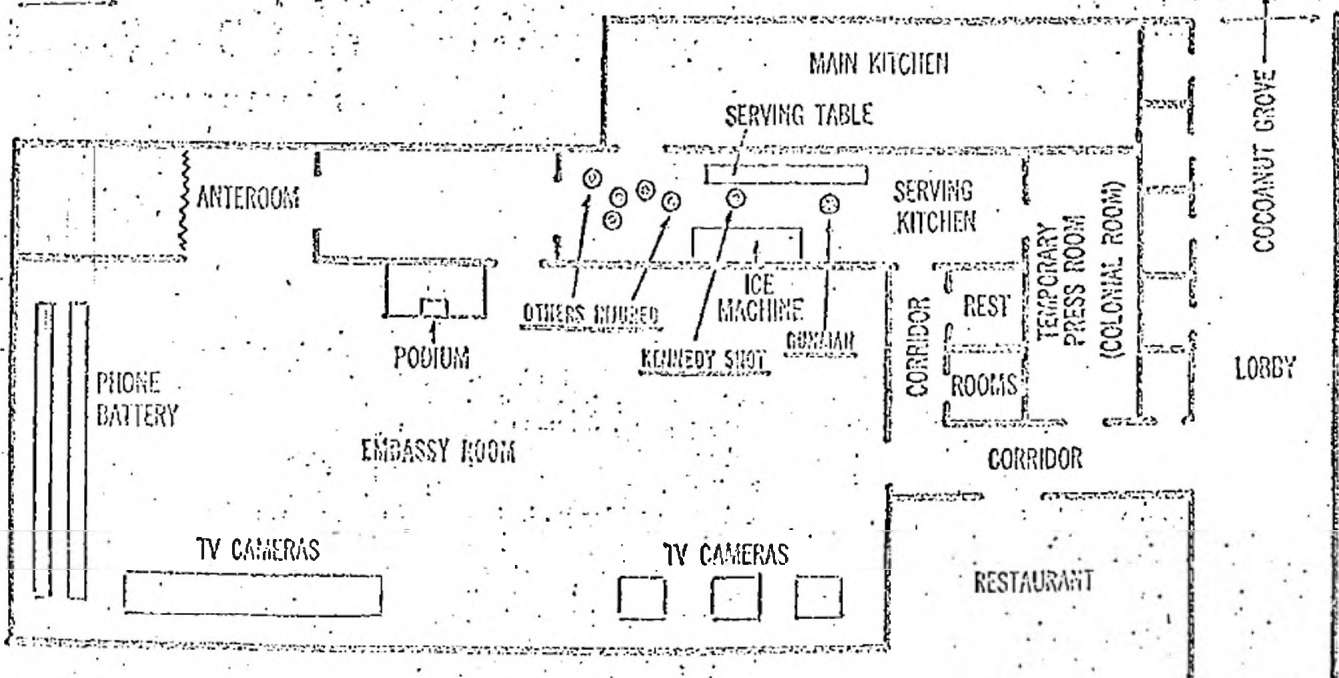 MAIN KITCHEN
SERVING TABLE
COCOANUT GROVE
ANTEROOM
SERVING
KITCHEN
TEMPORARY
PRESS ROOM
(COLONIAL ROOM)
OTHERS INJURED
ICE
MACHINE
KENNEDY SHOT
GUNMAN
CORRIDOR
REST
ROOMS
PODIUM
PHONE
BATTERY
LOBBY
EMBASSY ROOM
CORRIDOR
TV CAMERAS
TV CAMERAS
RESTAURANT